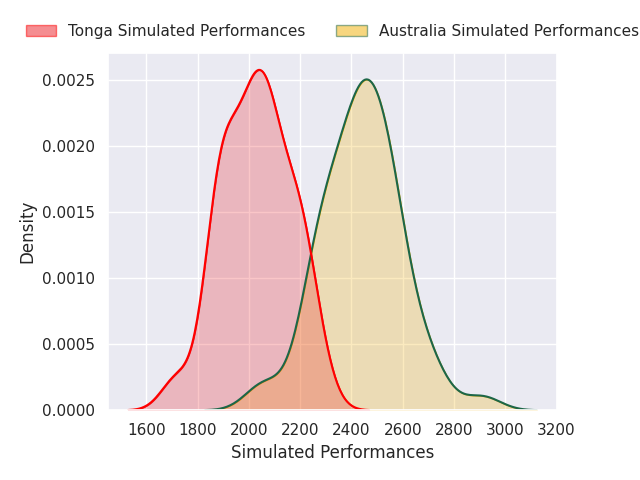 Tonga Simulated Performances
Australia Simulated Performances
Density
0.0025
0.0020
0.0015
0.0010
0.0005
0.0000
1600 1800 2000 2200 2400 2600 2800 3000 3200
Simulated Performances